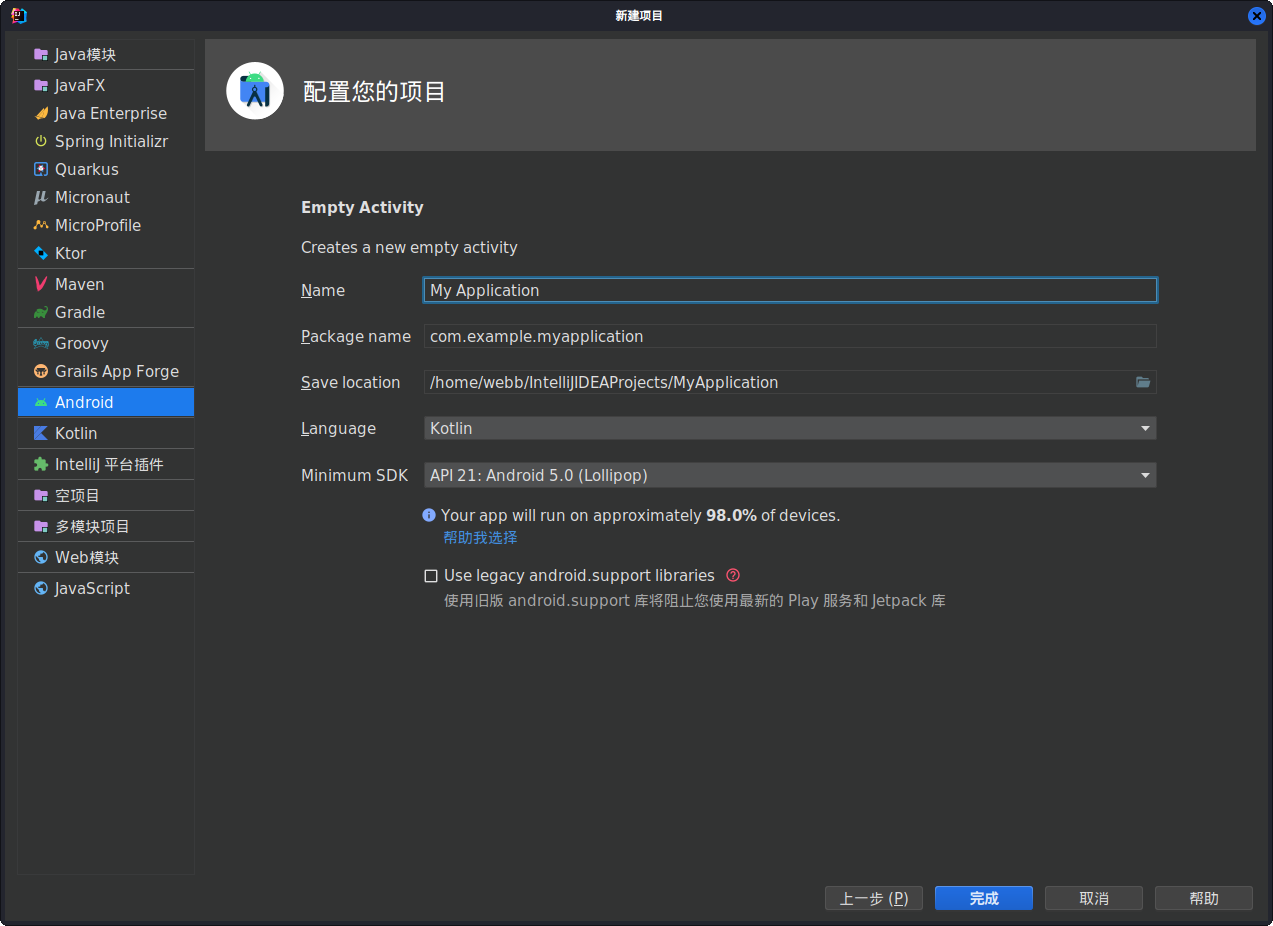 新建项目
Java模块
JavaFX
Java Enterprise
Spring Initializr
Quarkus
Micronaut
MicroProfile
Ktor
Maven
Gradle
Groovy
Grails App Forge
Android
Kotlin
IntelliJ 平台插件
空项目
多模块项目
Web模块
JavaScript
配置您的项目
Empty Activity
Creates a new empty activity
Name My Application
Package name com.example.myapplication
Save location /home/webb/IntelliJIDEAProjects/MyApplication
Language Kotlin
Minimum SDK API 21: Android 5.0 (Lollipop)
Your app will run on approximately 98.0% of devices.
帮助我选择
Use legacy android.support libraries
使用旧版 android.support 库将阻止您使用最新的 Play 服务和 Jetpack 库
上一步 (P) 完成 取消 帮助